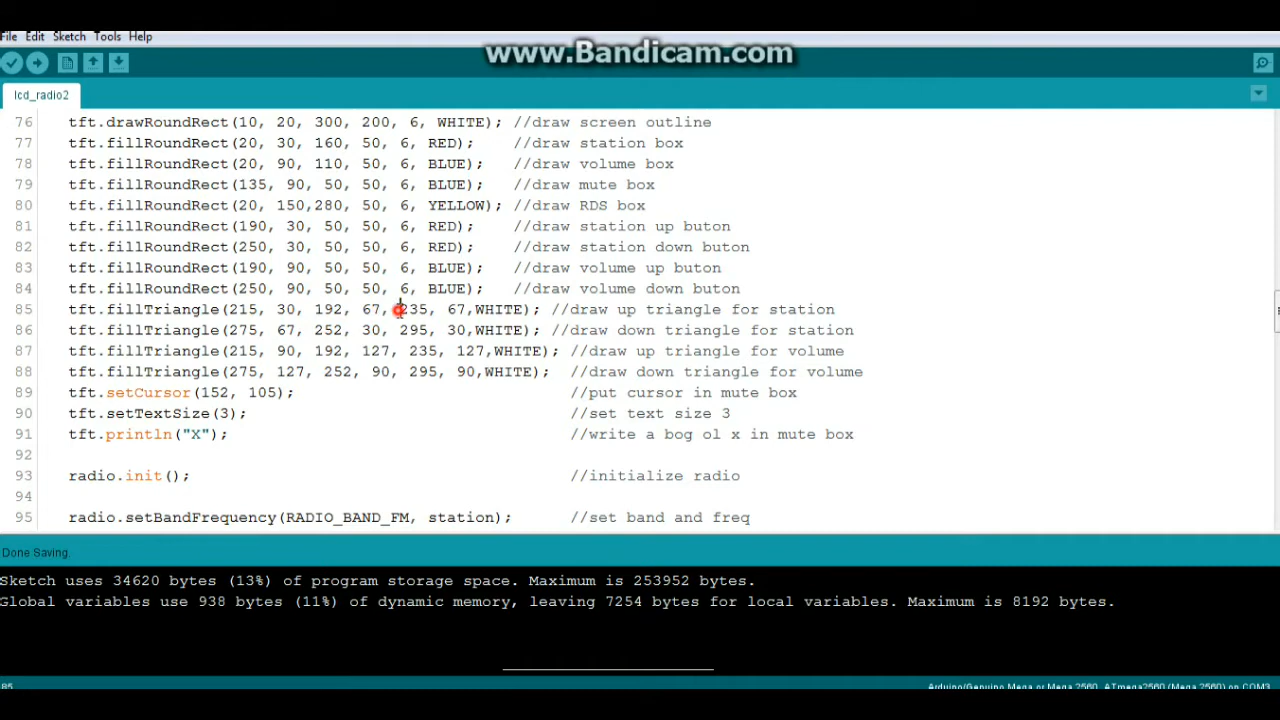 File Edit Sketch Tools Help
www.Bandicam.com
lcd_radio2
76 tft.drawRoundRect(10, 20, 300, 200, 6, WHITE); //draw screen outline
77 tft.fillRoundRect(20, 30, 160, 50, 6, RED); //draw station box
78 tft.fillRoundRect(20, 90, 110, 50, 6, BLUE); //draw volume box
79 tft.fillRoundRect(135, 90, 50, 50, 6, BLUE); //draw mute box
80 tft.fillRoundRect(20, 150,280, 50, 6, YELLOW); //draw RDS box
81 tft.fillRoundRect(190, 30, 50, 50, 6, RED); //draw station up buton
82 tft.fillRoundRect(250, 30, 50, 50, 6, RED); //draw station down buton
83 tft.fillRoundRect(190, 90, 50, 50, 6, BLUE); //draw volume up buton
84 tft.fillRoundRect(250, 90, 50, 50, 6, BLUE); //draw volume down buton
85 tft.fillTriangle(215, 30, 192, 67, 235, 67,WHITE); //draw up triangle for station
86 tft.fillTriangle(275, 67, 252, 30, 295, 30,WHITE); //draw down triangle for station
87 tft.fillTriangle(215, 90, 192, 127, 235, 127,WHITE); //draw up triangle for volume
88 tft.fillTriangle(275, 127, 252, 90, 295, 90,WHITE); //draw down triangle for volume
89 tft.setCursor(152, 105); //put cursor in mute box
90 tft.setTextSize(3); //set text size 3
91 tft.println("X"); //write a bog ol x in mute box
92
93 radio.init(); //initialize radio
94
95 radio.setBandFrequency(RADIO_BAND_FM, station); //set band and freq
Done Saving.
Sketch uses 34620 bytes (13%) of program storage space. Maximum is 253952 bytes.
Global variables use 938 bytes (11%) of dynamic memory, leaving 7254 bytes for local variables. Maximum is 8192 bytes.
85 Arduino/Genuino Mega or Mega 2560, ATmega2560 (Mega 2560) on COM3